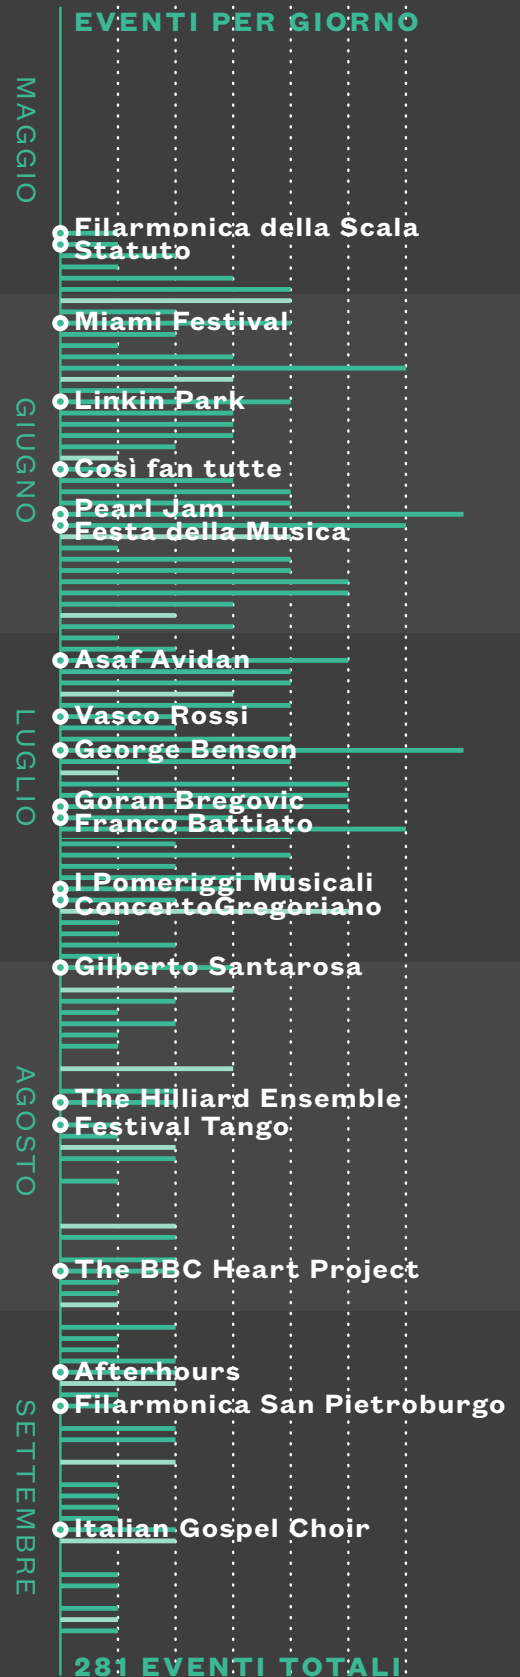 EVENTI PER GIORNO
MAGGIO
Filarmonica della Scala
Statuto
Miami Festival
GIUGNO
Linkin Park
Così fan tutte
Pearl Jam
Festa della Musica
Asaf Avidan
LUGLIO
Vasco Rossi
George Benson
Goran Bregovic
Franco Battiato
I Pomeriggi Musicali
ConcertoGregoriano
Gilberto Santarosa
AGOSTO
The Hilliard Ensemble
Festival Tango
The BBC Heart Project
Afterhours
SETTEMBRE
Filarmonica San Pietroburgo
Italian Gospel Choir
281 EVENTI TOTALI